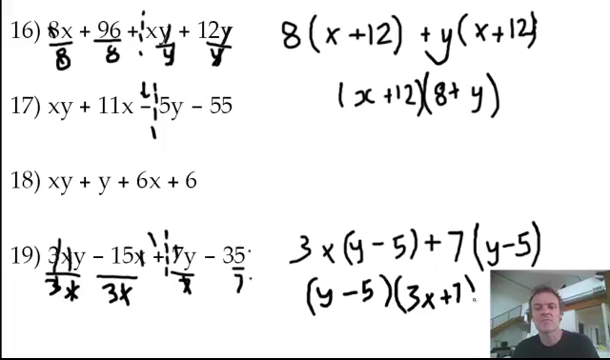 16) 8x + 96 + xy + 12y 8(x+12) + y(x+12)
8 8 y y (x+12)(8+y)
17) xy + 11x - 5y - 55
18) xy + y + 6x + 6
19) 3xy - 15x + 7y - 35 3x(y-5)+7(y-5)
3x 3x 7 7 (y-5)(3x+7)